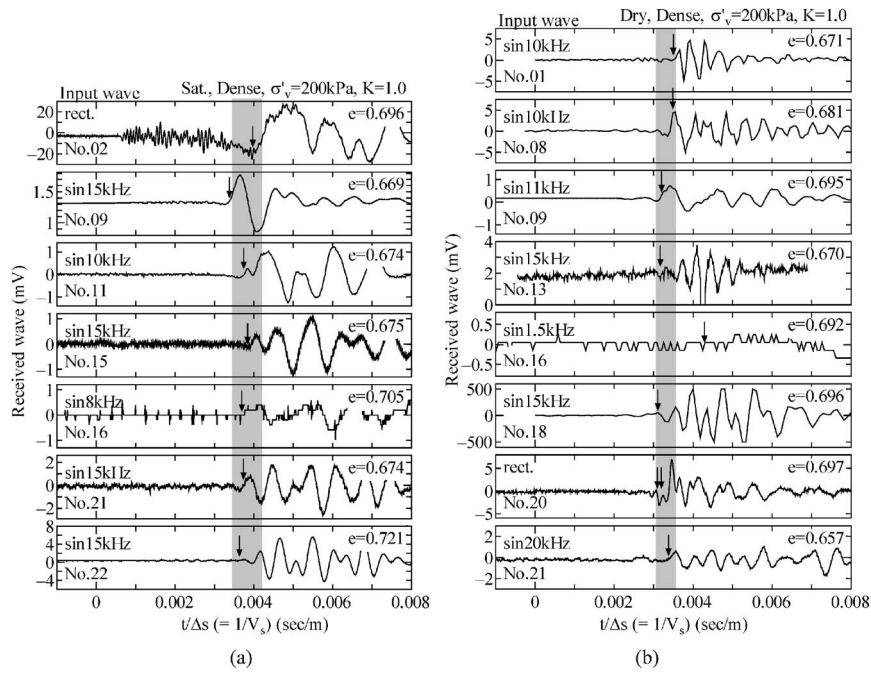 Input wave
Sat., Dense, σ'v=200kPa, K=1.0
rect.
e=0.696
20
0
−20
No.02
sin15kHz
e=0.669
1.5
1
No.09
sin10kHz
e=0.674
1
0
−1
No.11
sin15kHz
e=0.675
1
0
−1
No.15
sin8kHz
e=0.705
1
0
−1
No.16
sin15kHz
e=0.674
2
0
−2
No.21
sin15kHz
e=0.721
8
4
0
−4
No.22
Received wave (mV)
0 0.002 0.004 0.006 0.008
t/Δs (= 1/Vs) (sec/m)
(a)
Input wave
Dry, Dense, σ'v=200kPa, K=1.0
sin10kHz
e=0.671
5
0
−5
No.01
sin10kHz
e=0.681
5
0
−5
No.08
sin11kHz
e=0.695
1
0
−1
No.09
sin15kHz
e=0.670
4
2
0
No.13
sin1.5kHz
e=0.692
0.5
0.0
−0.5
No.16
sin15kHz
e=0.696
500
0
−500
No.18
rect.
e=0.697
5
0
−5
No.20
sin20kHz
e=0.657
2
0
−2
No.21
Received wave (mV)
0 0.002 0.004 0.006 0.008
t/Δs (= 1/Vs) (sec/m)
(b)